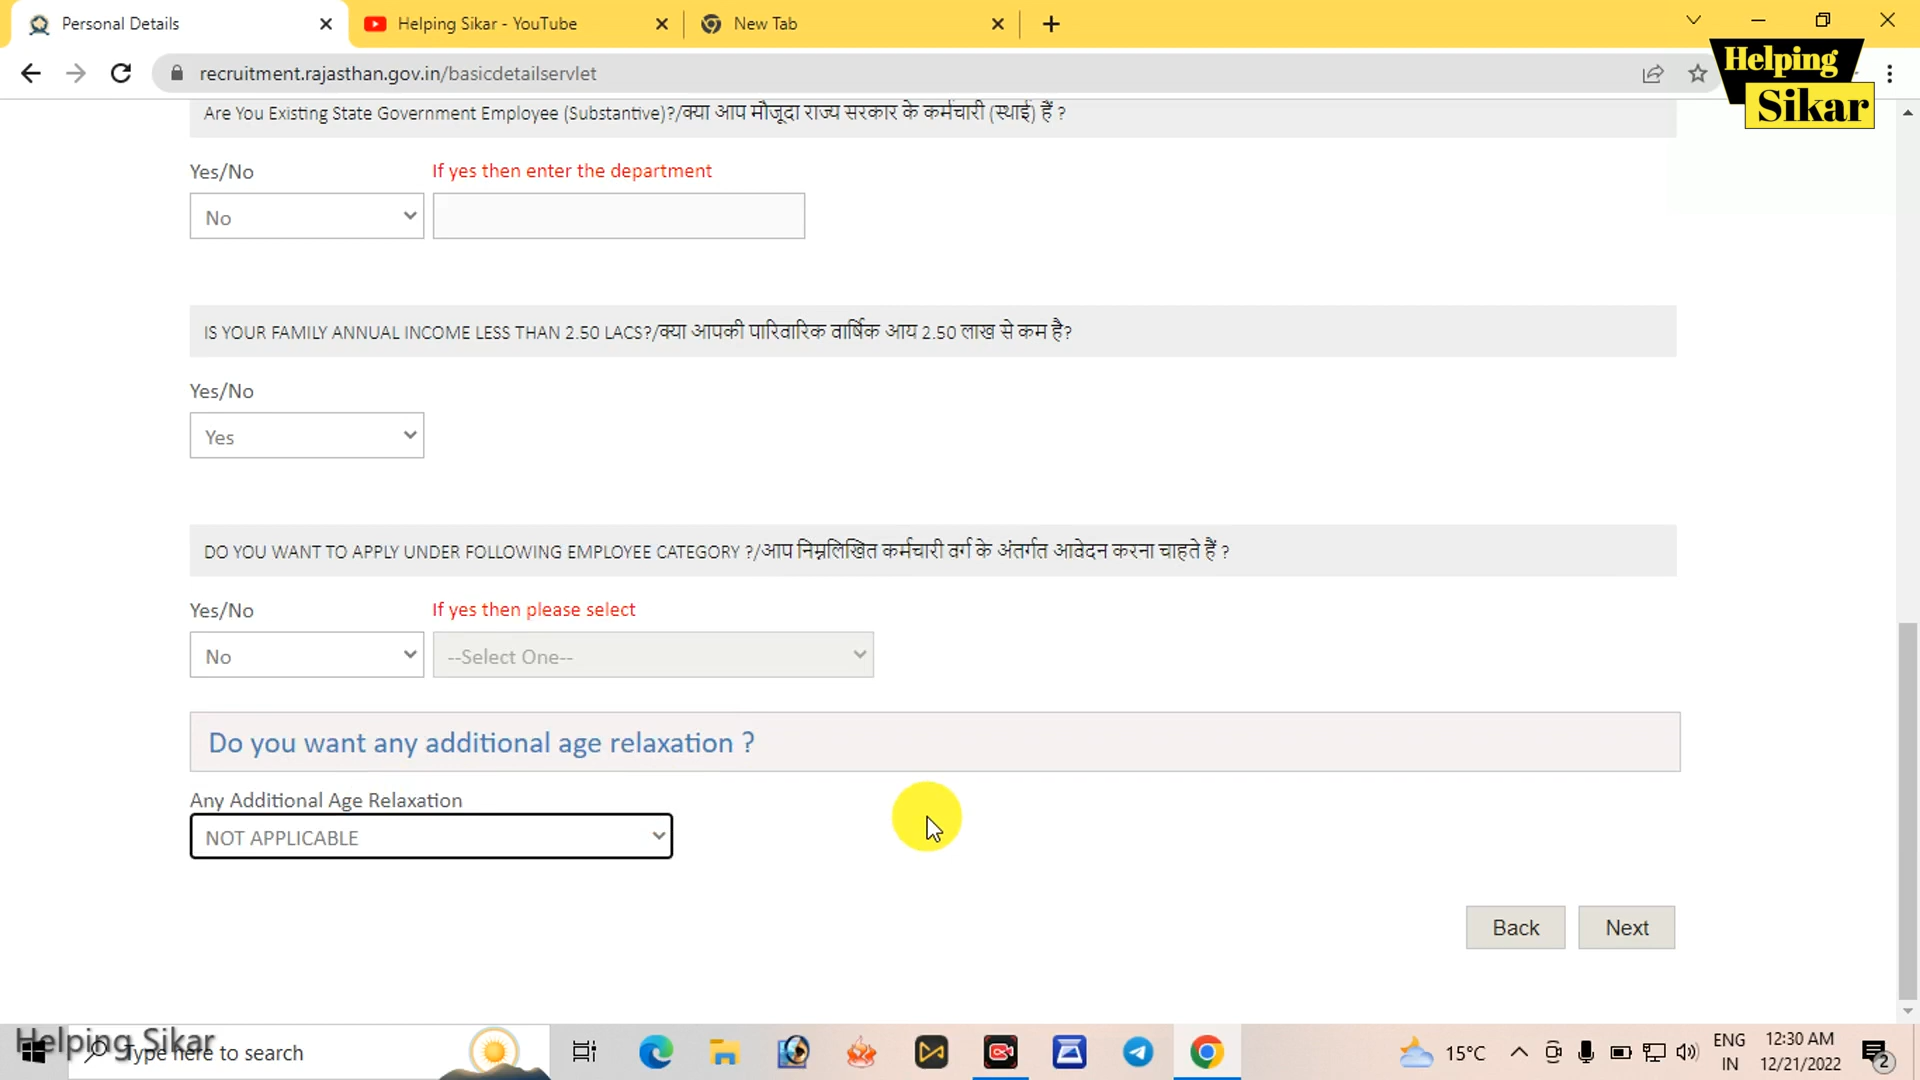 Personal Details
Helping Sikar - YouTube
New Tab
recruitment.rajasthan.gov.in/basicdetailservlet
Helping
Sikar
Are You Existing State Government Employee (Substantive)?/क्या आप मौजूदा राज्य सरकार के कर्मचारी (स्थाई) हैं ?
Yes/No If yes then enter the department
No
IS YOUR FAMILY ANNUAL INCOME LESS THAN 2.50 LACS?/क्या आपकी पारिवारिक वार्षिक आय 2.50 लाख से कम है?
Yes/No
Yes
DO YOU WANT TO APPLY UNDER FOLLOWING EMPLOYEE CATEGORY ?/आप निम्नलिखित कर्मचारी वर्ग के अंतर्गत आवेदन करना चाहते हैं ?
Yes/No If yes then please select
No --Select One--
Do you want any additional age relaxation ?
Any Additional Age Relaxation
NOT APPLICABLE
Back Next
Helping Sikar
Type here to search
15°C
ENG
IN
12:30 AM
12/21/2022
2